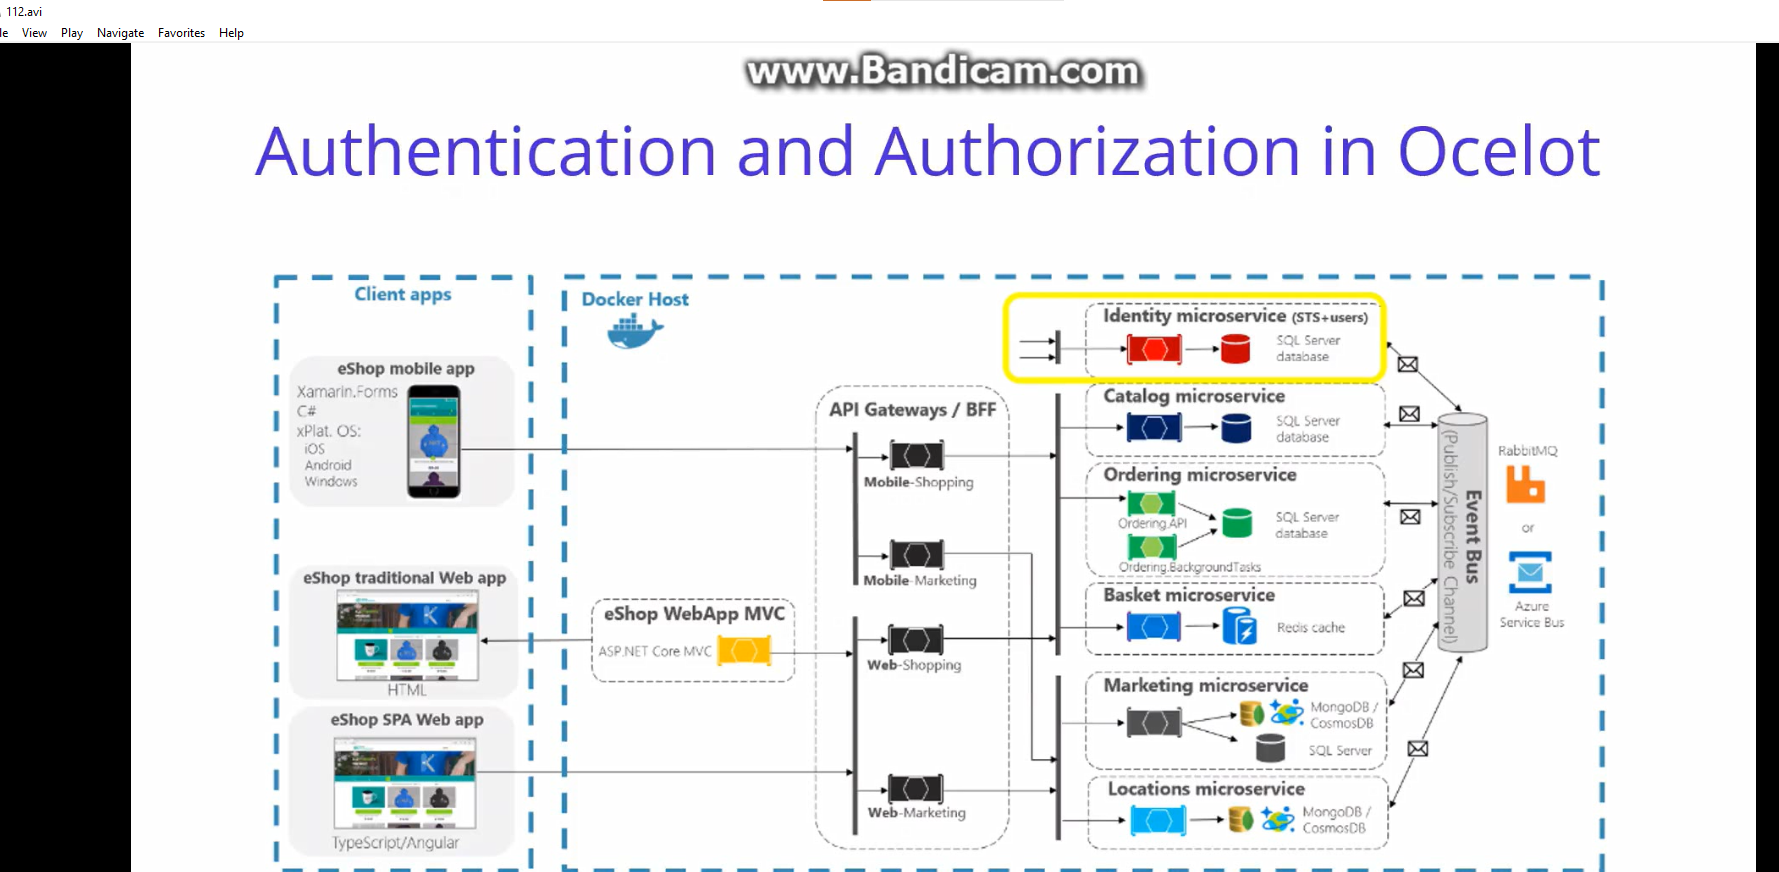 112.avi
le View Play Navigate Favorites Help
www.Bandicam.com
Authentication and Authorization in Ocelot
Client apps
eShop mobile app
Xamarin.Forms
C#
xPlat. OS:
iOS
Android
Windows
eShop traditional Web app
HTML
eShop SPA Web app
TypeScript/Angular
Docker Host
eShop WebApp MVC
ASP.NET Core MVC
API Gateways / BFF
Mobile-Shopping
Mobile-Marketing
Web-Shopping
Web-Marketing
Identity microservice (STS+users)
SQL Server
database
Catalog microservice
SQL Server
database
Ordering microservice
Ordering.API
Ordering.BackgroundTasks
SQL Server
database
Basket microservice
Redis cache
Marketing microservice
MongoDB /
CosmosDB
SQL Server
Locations microservice
MongoDB /
CosmosDB
Event Bus
(Publish/Subscribe Channel)
RabbitMQ
or
Azure
Service Bus